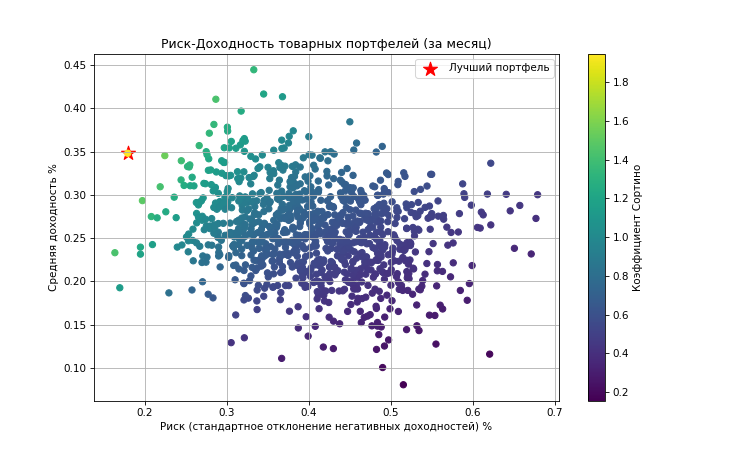 Риск-Доходность товарных портфелей (за месяц)
Лучший портфель
Средняя доходность %
0.45
0.40
0.35
0.30
0.25
0.20
0.15
0.10
0.2 0.3 0.4 0.5 0.6 0.7
Риск (стандартное отклонение негативных доходностей) %
1.8
1.6
1.4
1.2
1.0
0.8
0.6
0.4
0.2
Коэффициент Сортино